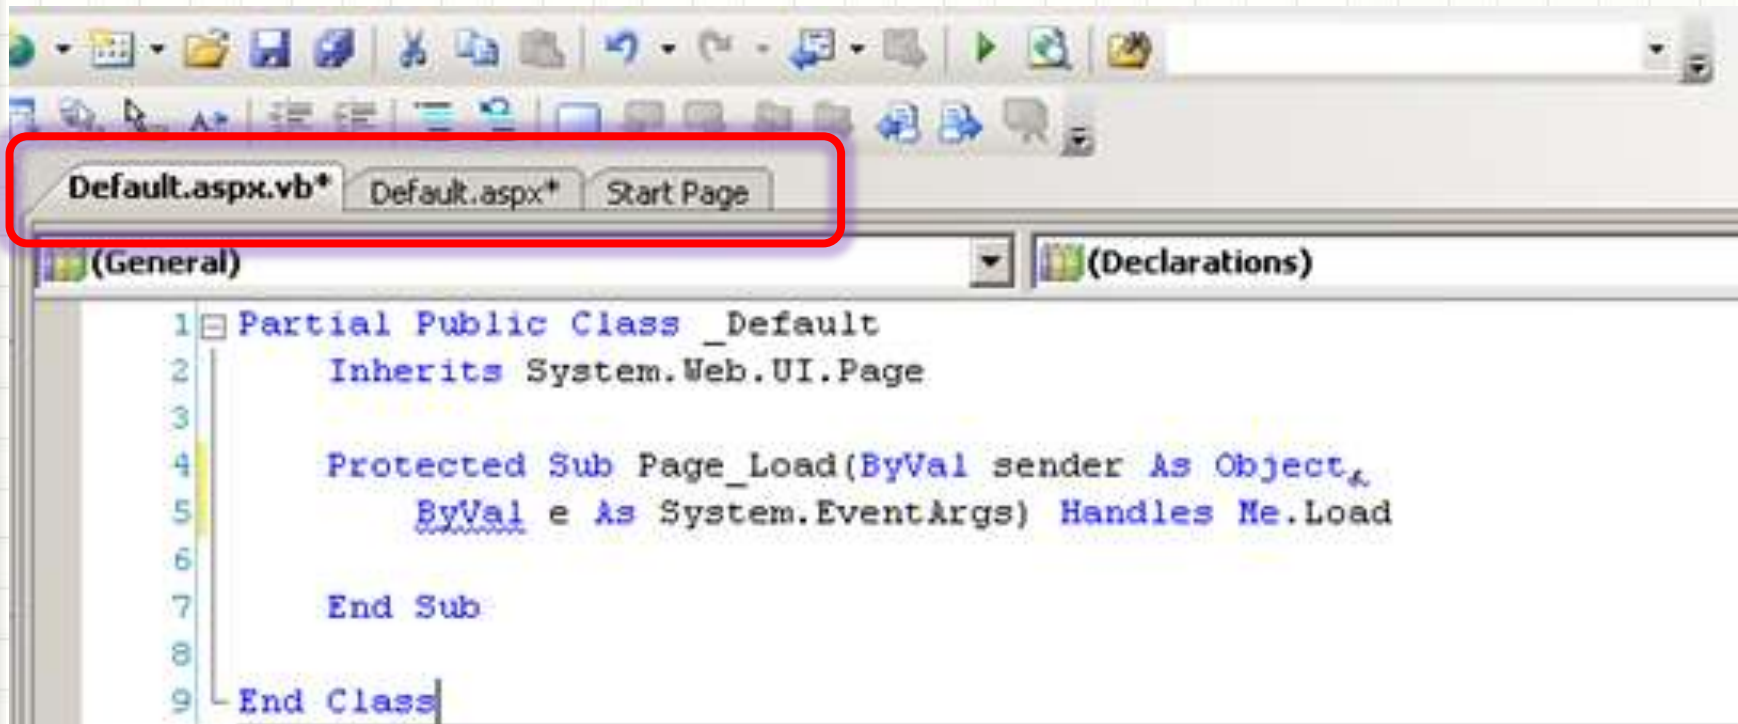 Default.aspx.vb* Default.aspx* Start Page
(General) (Declarations)
1 Partial Public Class _Default
2 Inherits System.Web.UI.Page
3
4 Protected Sub Page_Load(ByVal sender As Object,
5 ByVal e As System.EventArgs) Handles Me.Load
6
7 End Sub
8
9 End Class